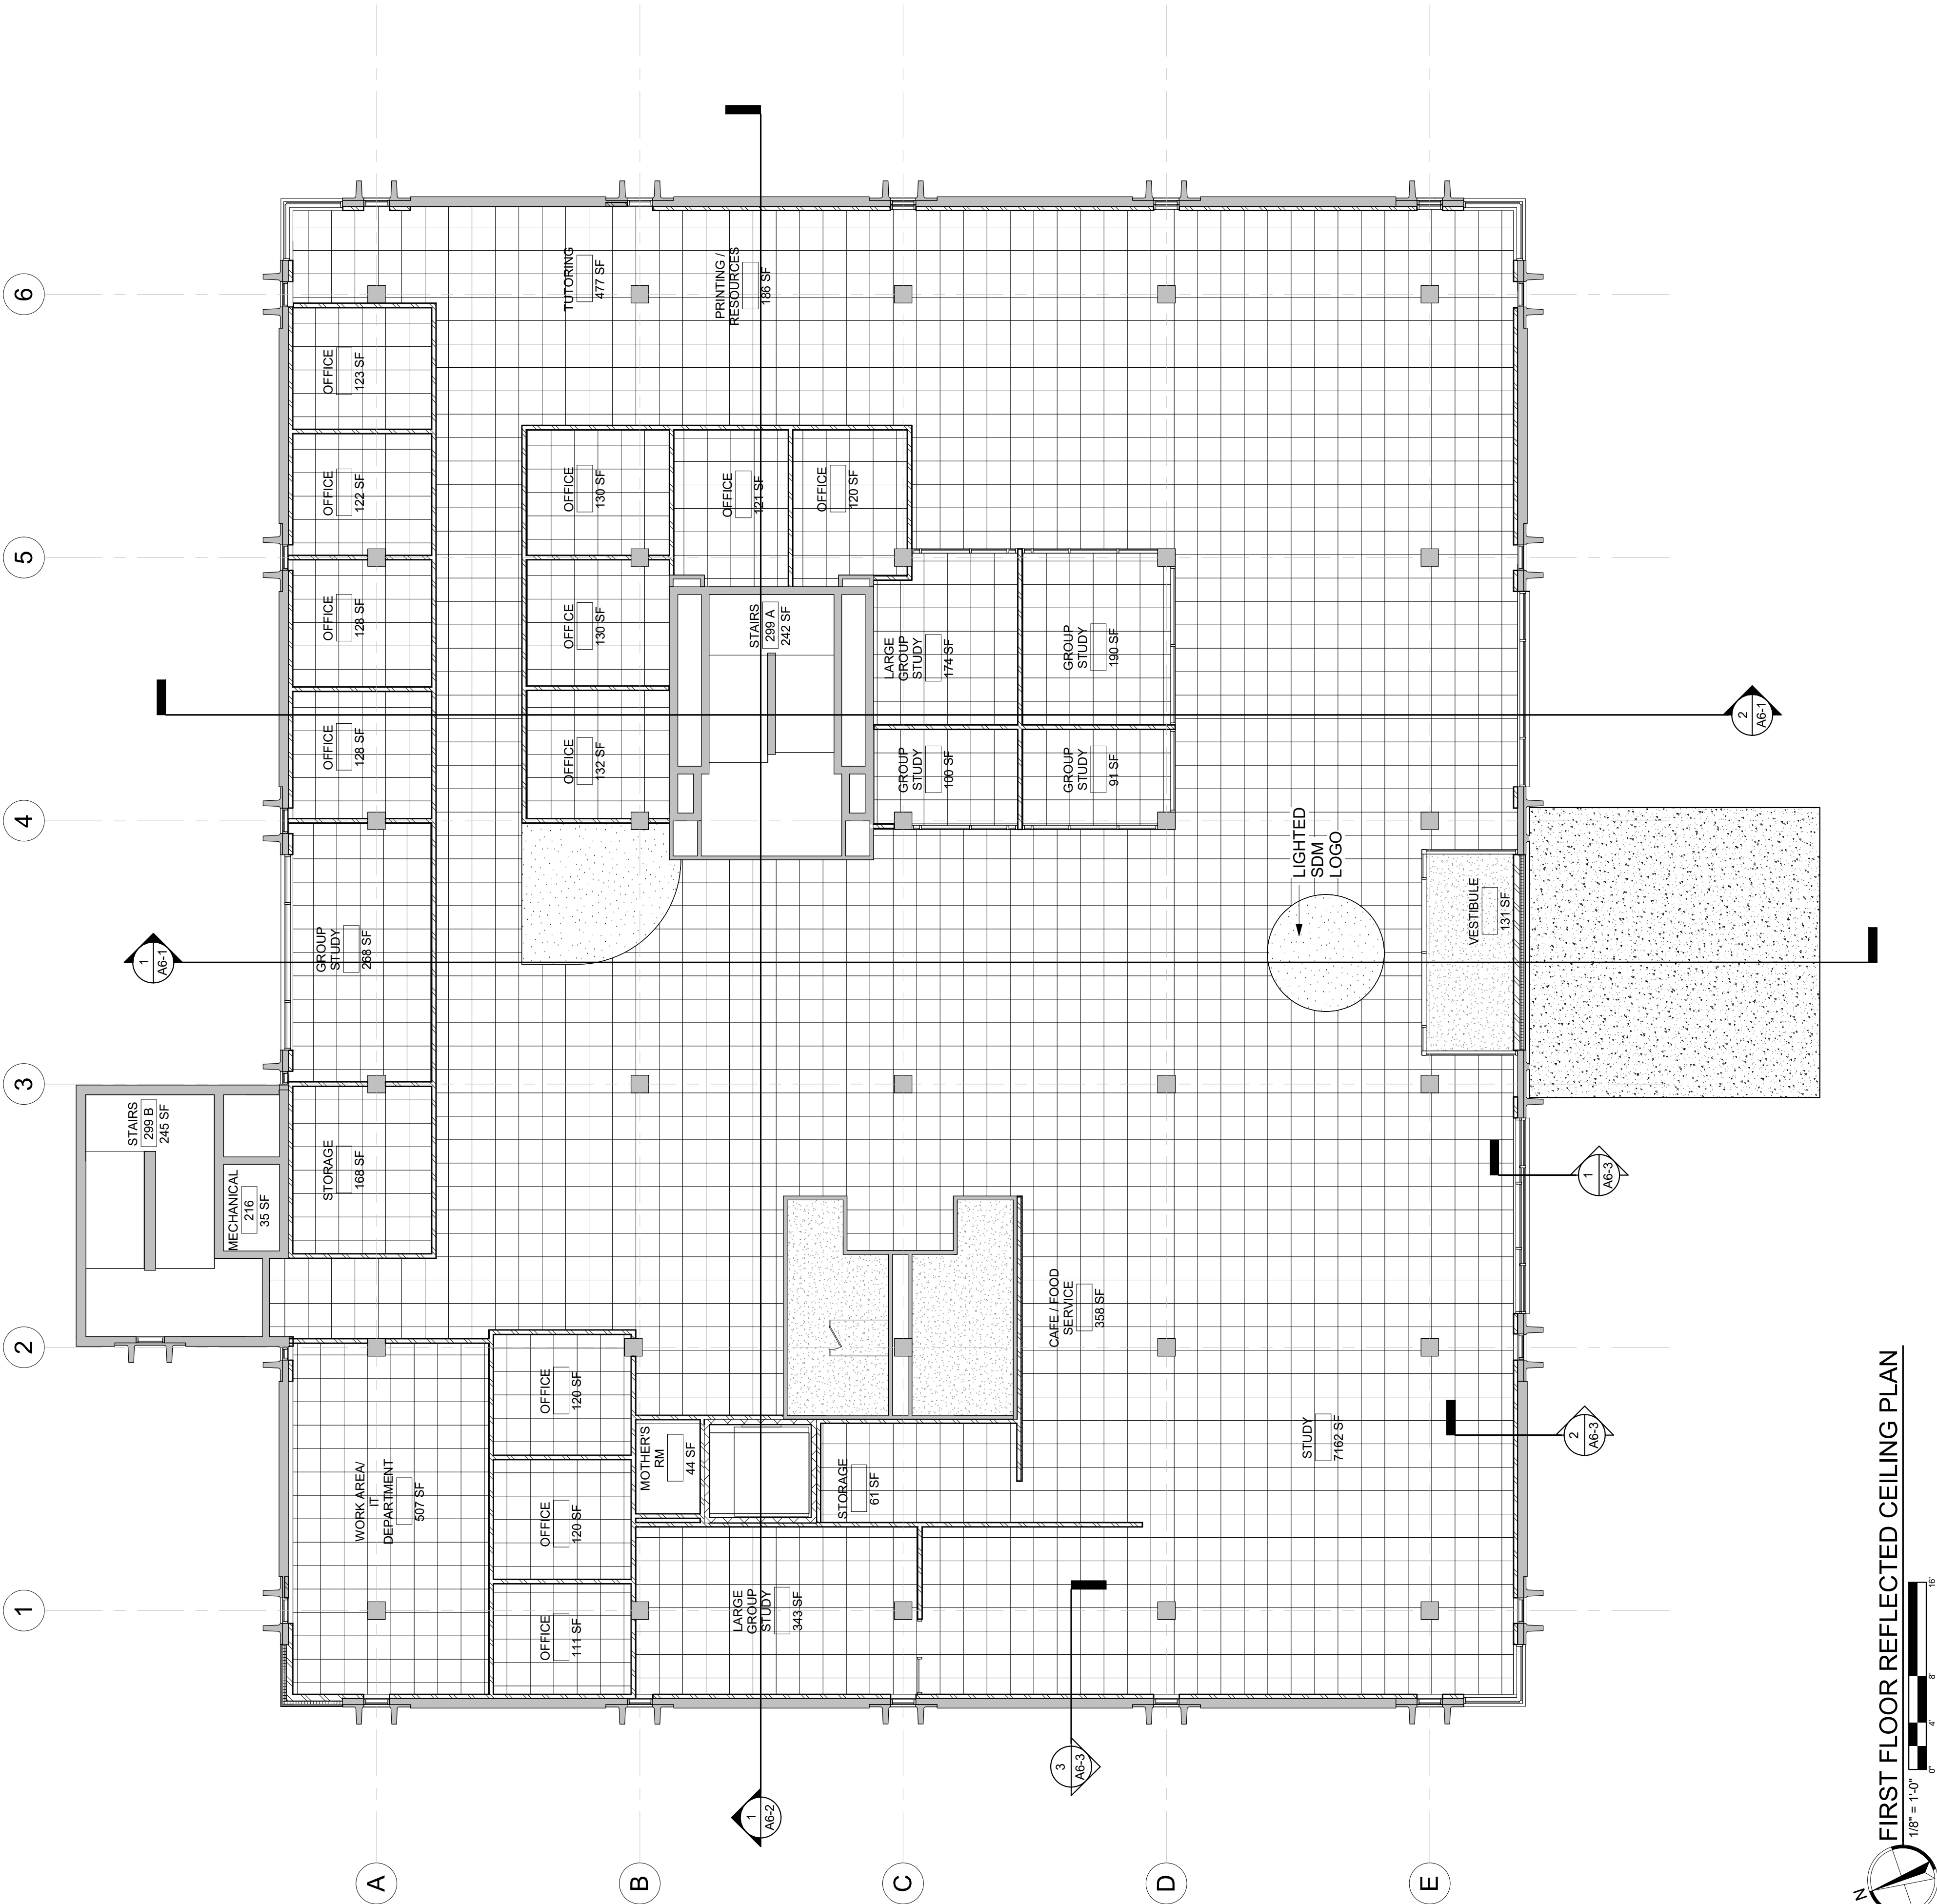 6
5
4
3
2
1
A
B
C
D
E
1
A6-1
2
A6-1
1
A6-2
1
A6-3
2
A6-3
3
A6-3
STAIRS
299 B
245 SF
MECHANICAL
216
35 SF
STORAGE
168 SF
GROUP
STUDY
268 SF
OFFICE
128 SF
OFFICE
128 SF
OFFICE
122 SF
OFFICE
123 SF
TUTORING
477 SF
PRINTING /
RESOURCES
186 SF
OFFICE
132 SF
OFFICE
130 SF
OFFICE
130 SF
OFFICE
121 SF
OFFICE
120 SF
STAIRS
299 A
242 SF
LARGE
GROUP
STUDY
174 SF
GROUP
STUDY
190 SF
GROUP
STUDY
100 SF
GROUP
STUDY
91 SF
LIGHTED
SDM
LOGO
VESTIBULE
131 SF
WORK AREA/
IT
DEPARTMENT
507 SF
OFFICE
120 SF
OFFICE
120 SF
OFFICE
111 SF
MOTHER'S
RM
44 SF
STORAGE
61 SF
LARGE
GROUP
STUDY
343 SF
CAFE / FOOD
SERVICE
358 SF
STUDY
7162 SF
N
FIRST FLOOR REFLECTED CEILING PLAN
1/8" = 1'-0"
0" 4' 8' 16'